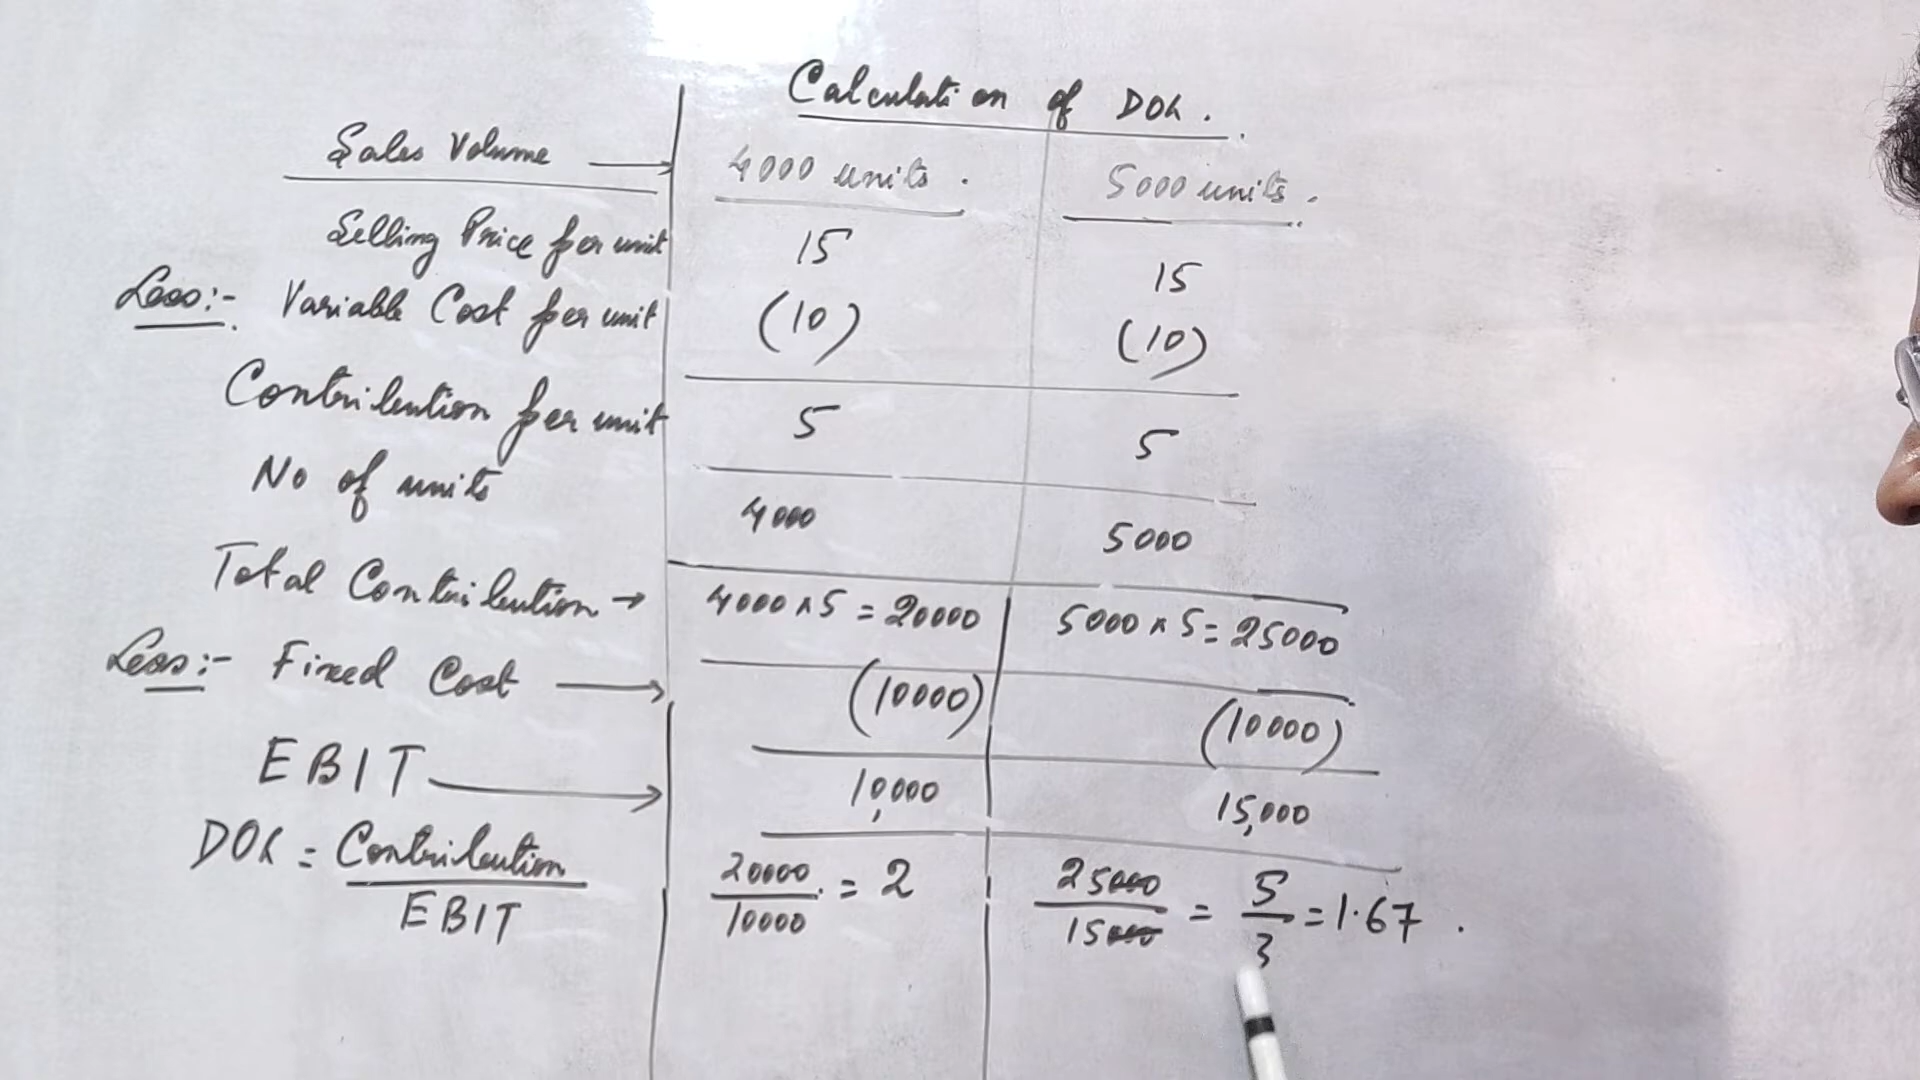 Calculation of DOL.
Sales Volume → 4000 units. 5000 units.
Selling Price per unit 15 15
Less:- Variable Cost per unit (10) (10)
Contribution per unit 5 5
No of units 4000 5000
Total Contribution → 4000 x 5 = 20000 5000 x 5 = 25000
Less:- Fixed Cost → (10000) (10000)
EBIT → 10,000 15,000
DOL = Contribution/EBIT 20000/10000 = 2 25000/15000 = 5/3 = 1.67.